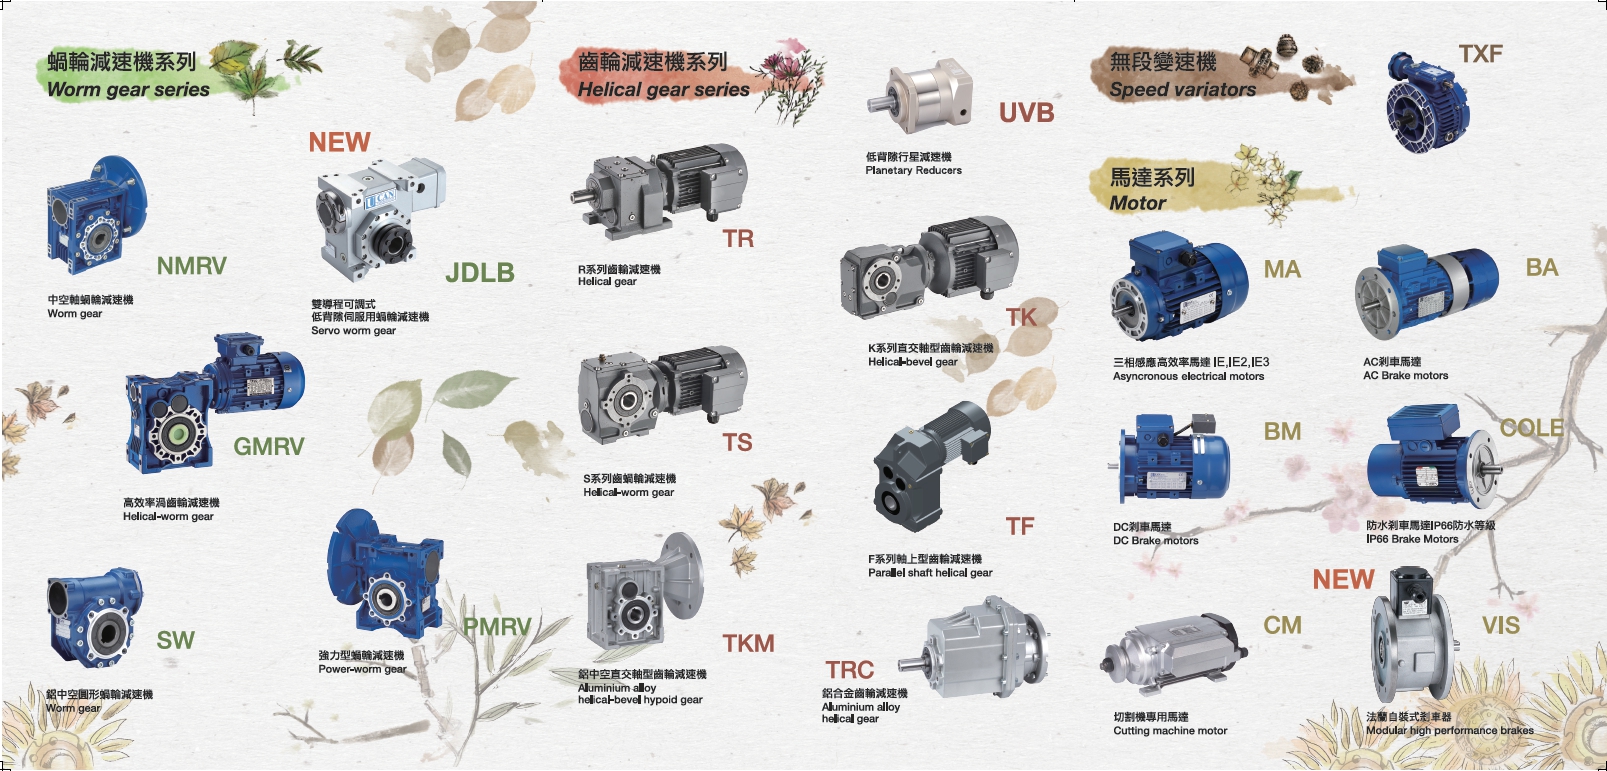 蝸輪減速機系列
Worm gear series
NMRV
中空軸蝸輪減速機
Worm gear
NEW
CAN
JDLB
雙導程可調式
低背隙伺服用蝸輪減速機
Servo worm gear
GMRV
高效率渦齒輪減速機
Helical-worm gear
SW
鋁中空圓形蝸輪減速機
Worm gear
PMRV
強力型蝸輪減速機
Power-worm gear
齒輪減速機系列
Helical gear series
TR
R系列齒輪減速機
Helical gear
TS
S系列齒蝸輪減速機
Helical-worm gear
TKM
鋁中空直交軸型齒輪減速機
Aluminium alloy
helical-bevel hypoid gear
UVB
低背隙行星減速機
Planetary Reducers
TK
K系列直交軸型齒輪減速機
Helical-bevel gear
TF
F系列軸上型齒輪減速機
Parallel shaft helical gear
TRC
鋁合金齒輪減速機
Aluminium alloy
helical gear
無段變速機
Speed variators
TXF
馬達系列
Motor
MA
三相感應高效率馬達 IE,IE2,IE3
Asyncronous electrical motors
BA
AC剎車馬達
AC Brake motors
BM
DC剎車馬達
DC Brake motors
COLE
防水剎車馬達IP66防水等級
IP66 Brake Motors
CM
切割機專用馬達
Cutting machine motor
NEW
VIS
法蘭自裝式剎車器
Modular high performance brakes